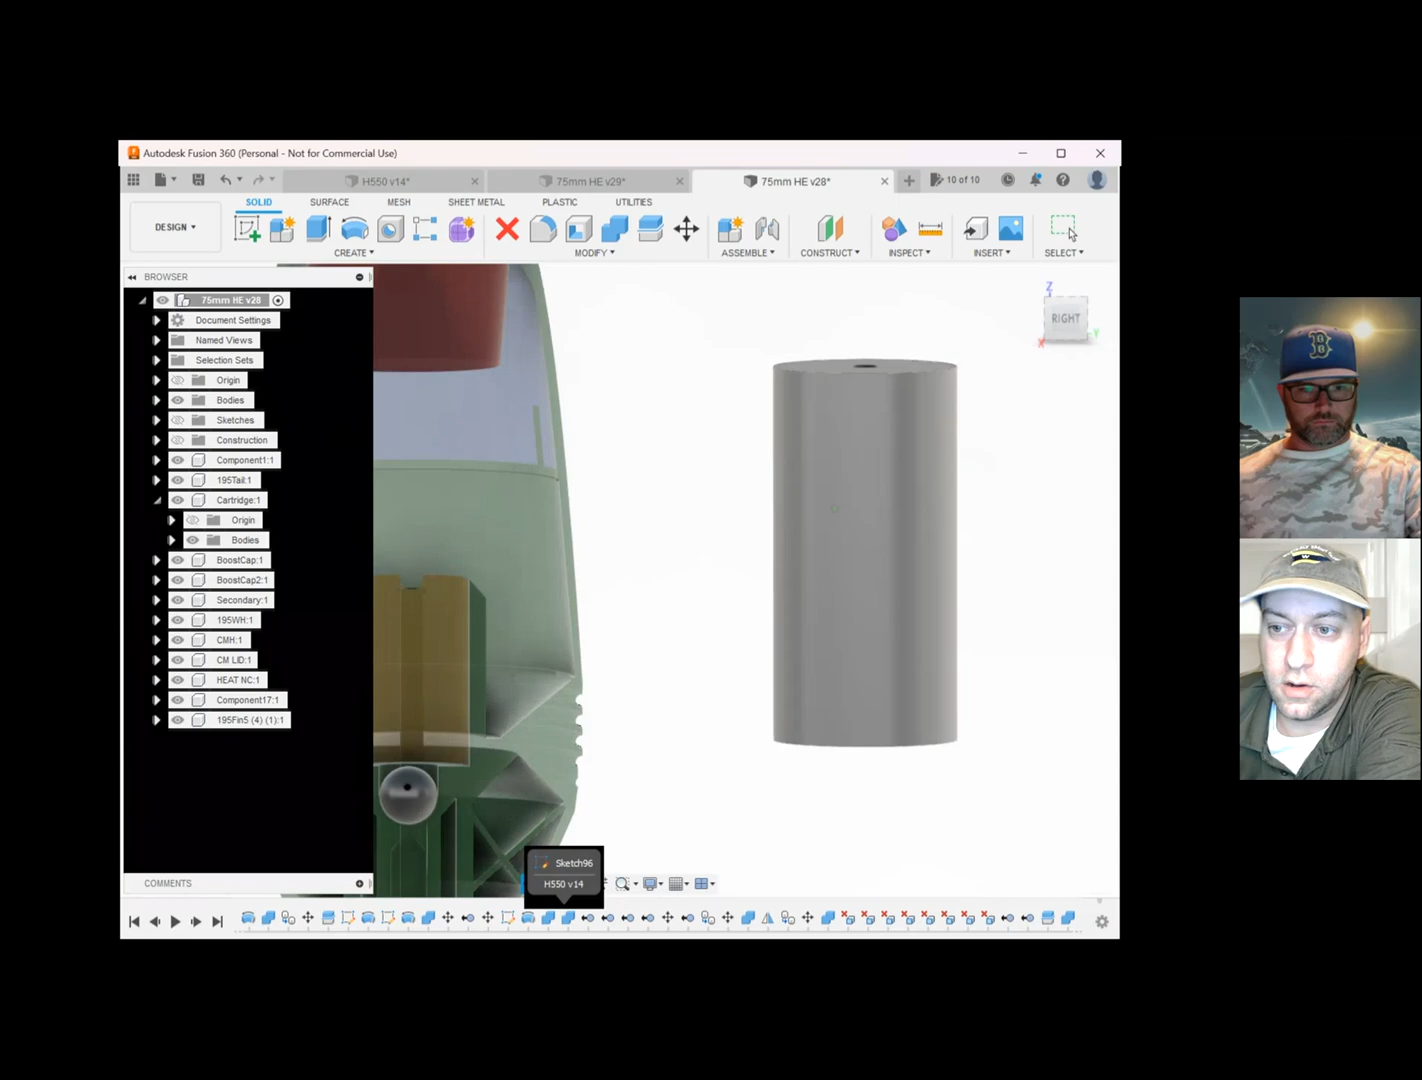 Autodesk Fusion 360 (Personal - Not for Commercial Use)
H550 v14*
75mm HE v29*
75mm HE v28*
10 of 10
SOLID
SURFACE
MESH
SHEET METAL
PLASTIC
UTILITIES
DESIGN
CREATE
MODIFY
ASSEMBLE
CONSTRUCT
INSPECT
INSERT
SELECT
BROWSER
75mm HE v28
Document Settings
Named Views
Selection Sets
Origin
Bodies
Sketches
Construction
Component1:1
195Tail:1
Cartridge:1
Origin
Bodies
BoostCap:1
BoostCap2:1
Secondary:1
195WH:1
CMH:1
CM LID:1
HEAT NC:1
Component17:1
195Fin5 (4) (1):1
Z
RIGHT
Y
X
Sketch96
H550 v14
COMMENTS
B
W